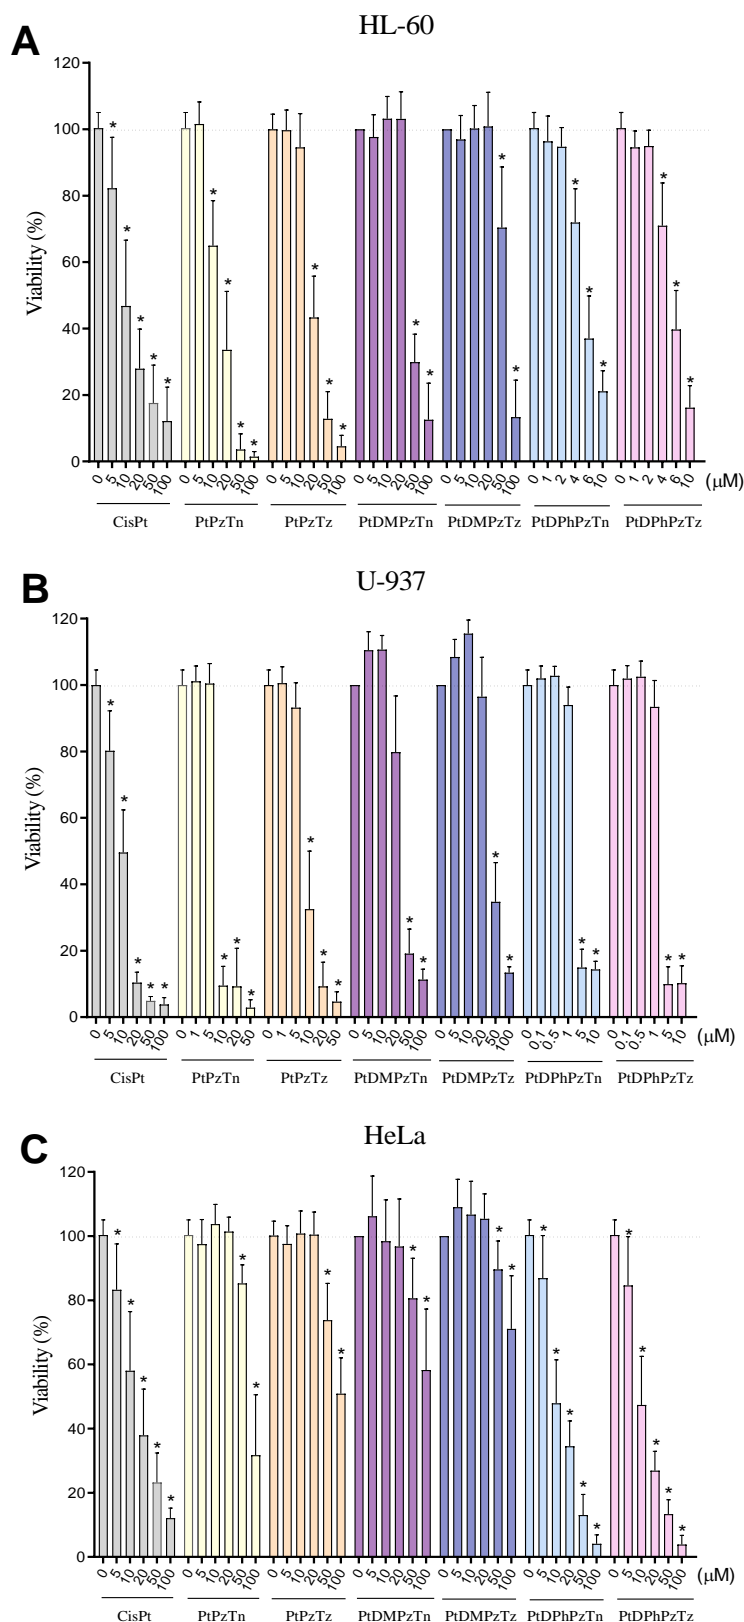 A
HL-60
120
100
80
60
40
20
0
Viability (%)
* * * * * * * * * * * * * * * * * * * *
0 5 10 20 50 100 0 5 10 20 50 100 0 5 10 20 50 100 0 5 10 20 50 100 0 5 10 20 50 100 0 1 2 4 6 10 0 1 2 4 6 10 (μM)
CisPt PtPzTn PtPzTz PtDMPzTn PtDMPzTz PtDPhPzTn PtDPhPzTz
B
U-937
120
100
80
60
40
20
0
Viability (%)
* * * * * * * * * * * * * * * * * * * 
0 5 10 20 50 100 0 1 5 10 20 50 0 1 5 10 20 50 0 5 10 20 50 100 0 5 10 20 50 100 0 0.1 0.5 1 5 10 0 0.1 0.5 1 5 10 (μM)
CisPt PtPzTn PtPzTz PtDMPzTn PtDMPzTz PtDPhPzTn PtDPhPzTz
C
HeLa
120
100
80
60
40
20
0
Viability (%)
* * * * * * * * * * * * * * * * * * * * * * *
0 5 10 20 50 100 0 5 10 20 50 100 0 5 10 20 50 100 0 5 10 20 50 100 0 5 10 20 50 100 0 5 10 20 50 100 0 5 10 20 50 100 (μM)
CisPt PtPzTn PtPzTz PtDMPzTn PtDMPzTz PtDPhPzTn PtDPhPzTz